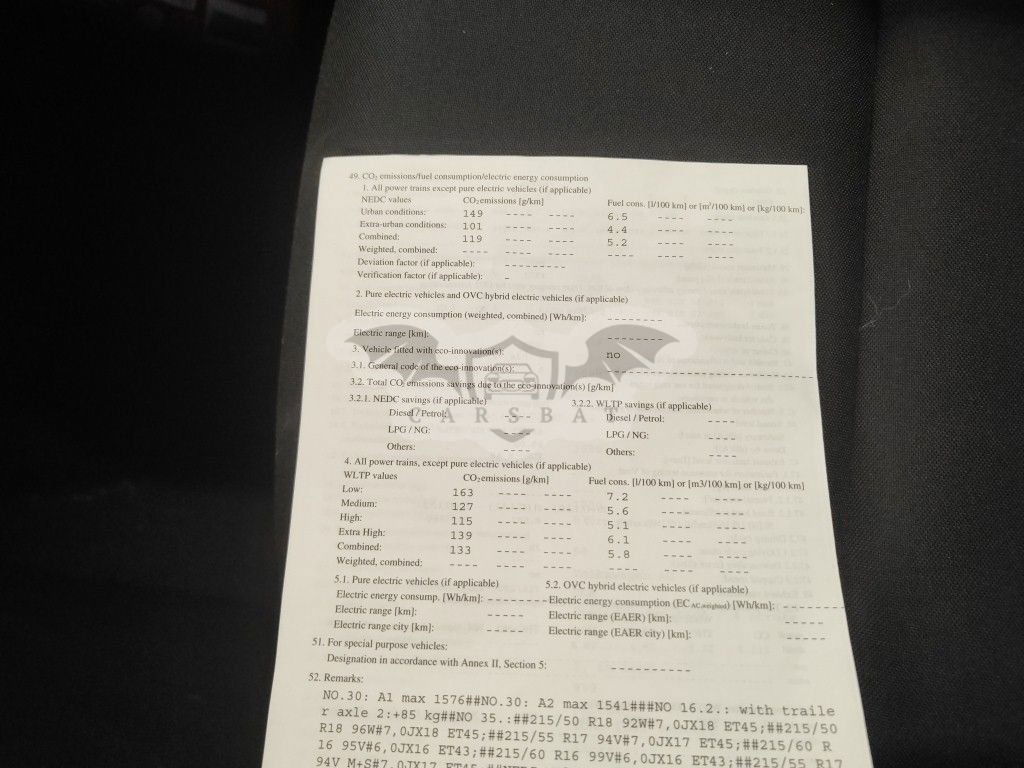 49. CO₂ emissions/fuel consumption/electric energy consumption
1. All power trains except pure electric vehicles (if applicable)
NEDC values CO₂emissions [g/km] Fuel cons. [l/100 km] or [m³/100 km] or [kg/100 km]:
Urban conditions: 149 ---- ---- 6.5 ---- ----
Extra-urban conditions: 101 ---- ---- 4.4 ---- ----
Combined: 119 ---- ---- 5.2 ---- ----
Weighted, combined: ---- ---- ---- ---- ---- ----
Deviation factor (if applicable): ----------
Verification factor (if applicable): -
2. Pure electric vehicles and OVC hybrid electric vehicles (if applicable)
Electric energy consumption (weighted, combined) [Wh/km]: ---------
Electric range [km]: ---------
3. Vehicle fitted with eco-innovation(s): no
3.1. General code of the eco-innovation(s):
3.2. Total CO₂ emissions savings due to the eco-innovation(s) [g/km]
3.2.1. NEDC savings (if applicable) 3.2.2. WLTP savings (if applicable)
Diesel / Petrol: ---- Diesel / Petrol: ----
CARSBAT
LPG / NG: ---- LPG / NG: ----
Others: ---- Others: ----
4. All power trains, except pure electric vehicles (if applicable)
WLTP values CO₂emissions [g/km] Fuel cons. [l/100 km] or [m3/100 km] or [kg/100 km]
Low: 163 ---- ---- 7.2 ---- ----
Medium: 127 ---- ---- 5.6 ---- ----
High: 115 ---- ---- 5.1 ---- ----
Extra High: 139 ---- ---- 6.1 ---- ----
Combined: 133 ---- ---- 5.8 ---- ----
Weighted, combined: ---- ---- ---- ---- ---- ----
5.1. Pure electric vehicles (if applicable) 5.2. OVC hybrid electric vehicles (if applicable)
Electric energy consump. [Wh/km]: --------- Electric energy consumption (EC AC,weighted) [Wh/km]: ---------
Electric range [km]: ----- Electric range (EAER) [km]: -----
Electric range city [km]: ----- Electric range (EAER city) [km]: -----
51. For special purpose vehicles:
Designation in accordance with Annex II, Section 5: ----------
52. Remarks:
NO.30: A1 max 1576##NO.30: A2 max 1541###NO 16.2.: with traile
r axle 2:+85 kg##NO 35.:##215/50 R18 92W#7,0JX18 ET45;##215/50
R18 96W#7,0JX18 ET45;##215/55 R17 94V#7,0JX17 ET45;##215/60 R
16 95V#6,0JX16 ET43;##215/60 R16 99V#6,0JX16 ET43;##215/55 R17
94V M+S#7,0JX17 ET45